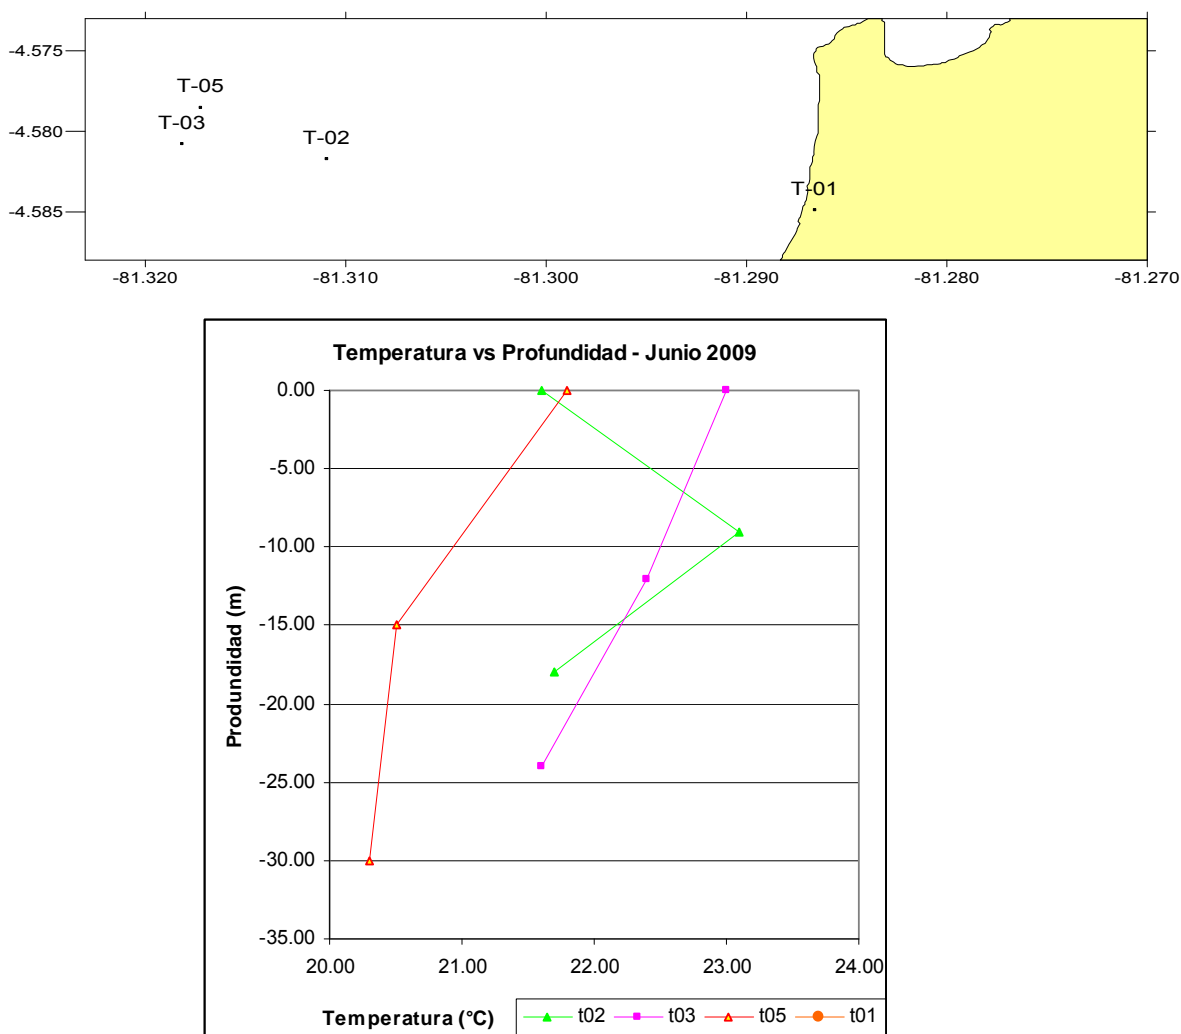 -4.575
T-05
T-03
-4.580
T-02
T-01
-4.585
-81.320 -81.310 -81.300 -81.290 -81.280 -81.270
Temperatura vs Profundidad - Junio 2009
0.00
-5.00
-10.00
-15.00
-20.00
-25.00
-30.00
-35.00
Produndidad (m)
20.00 21.00 22.00 23.00 24.00
Temperatura (°C)
t02 t03 t05 t01